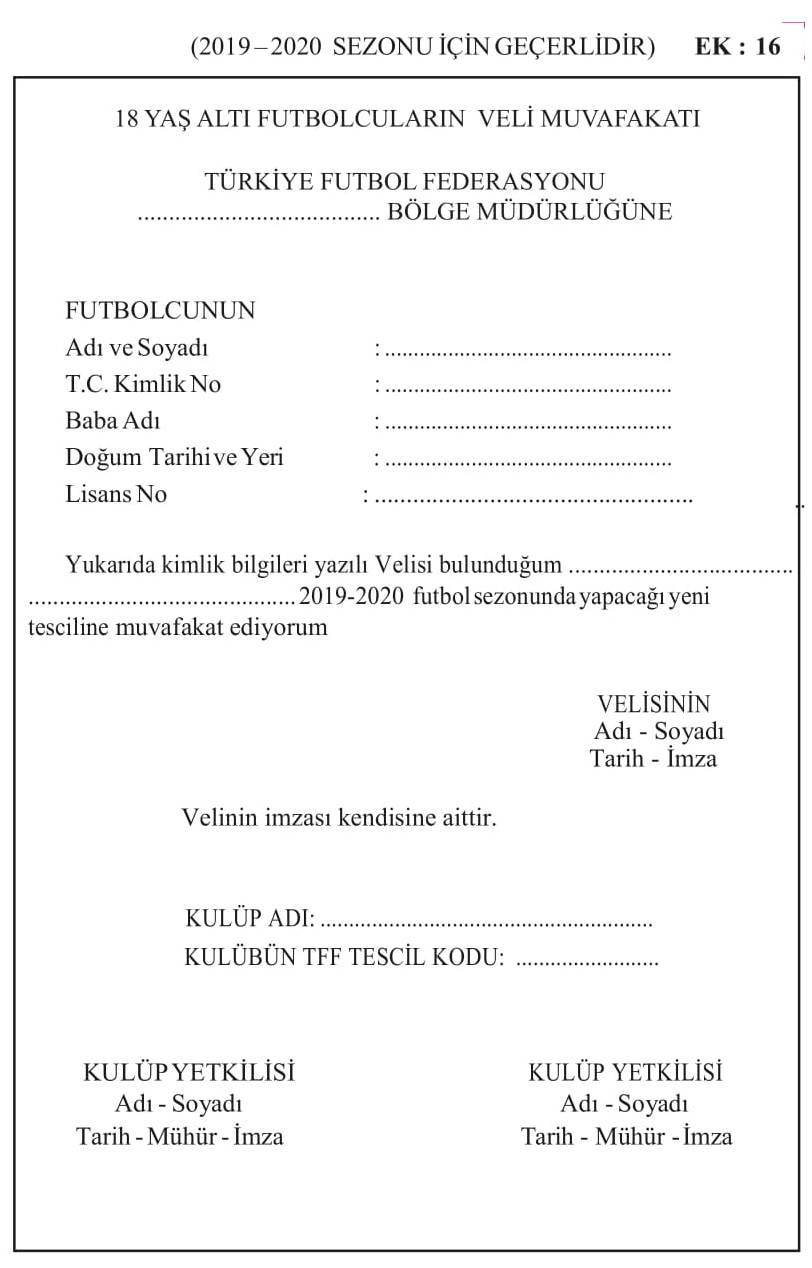 (2019–2020 SEZONU İÇİN GEÇERLİDİR) EK : 16
18 YAŞ ALTI FUTBOLCULARIN VELİ MUVAFAKATI
TÜRKİYE FUTBOL FEDERASYONU
....................................... BÖLGE MÜDÜRLÜĞÜNE
FUTBOLCUNUN
Adı ve Soyadı : ..................................................
T.C. Kimlik No : ..................................................
Baba Adı : ..................................................
Doğum Tarihi ve Yeri : ..................................................
Lisans No : ..................................................
Yukarıda kimlik bilgileri yazılı Velisi bulunduğum .....................................
........................................... 2019-2020 futbol sezonunda yapacağı yeni
tesciline muvafakat ediyorum
VELİSİNİN
Adı - Soyadı
Tarih - İmza
Velinin imzası kendisine aittir.
KULÜP ADI: ..........................................................
KULÜBÜN TFF TESCİL KODU: .........................
KULÜP YETKİLİSİ KULÜP YETKİLİSİ
Adı - Soyadı Adı - Soyadı
Tarih - Mühür - İmza Tarih - Mühür - İmza